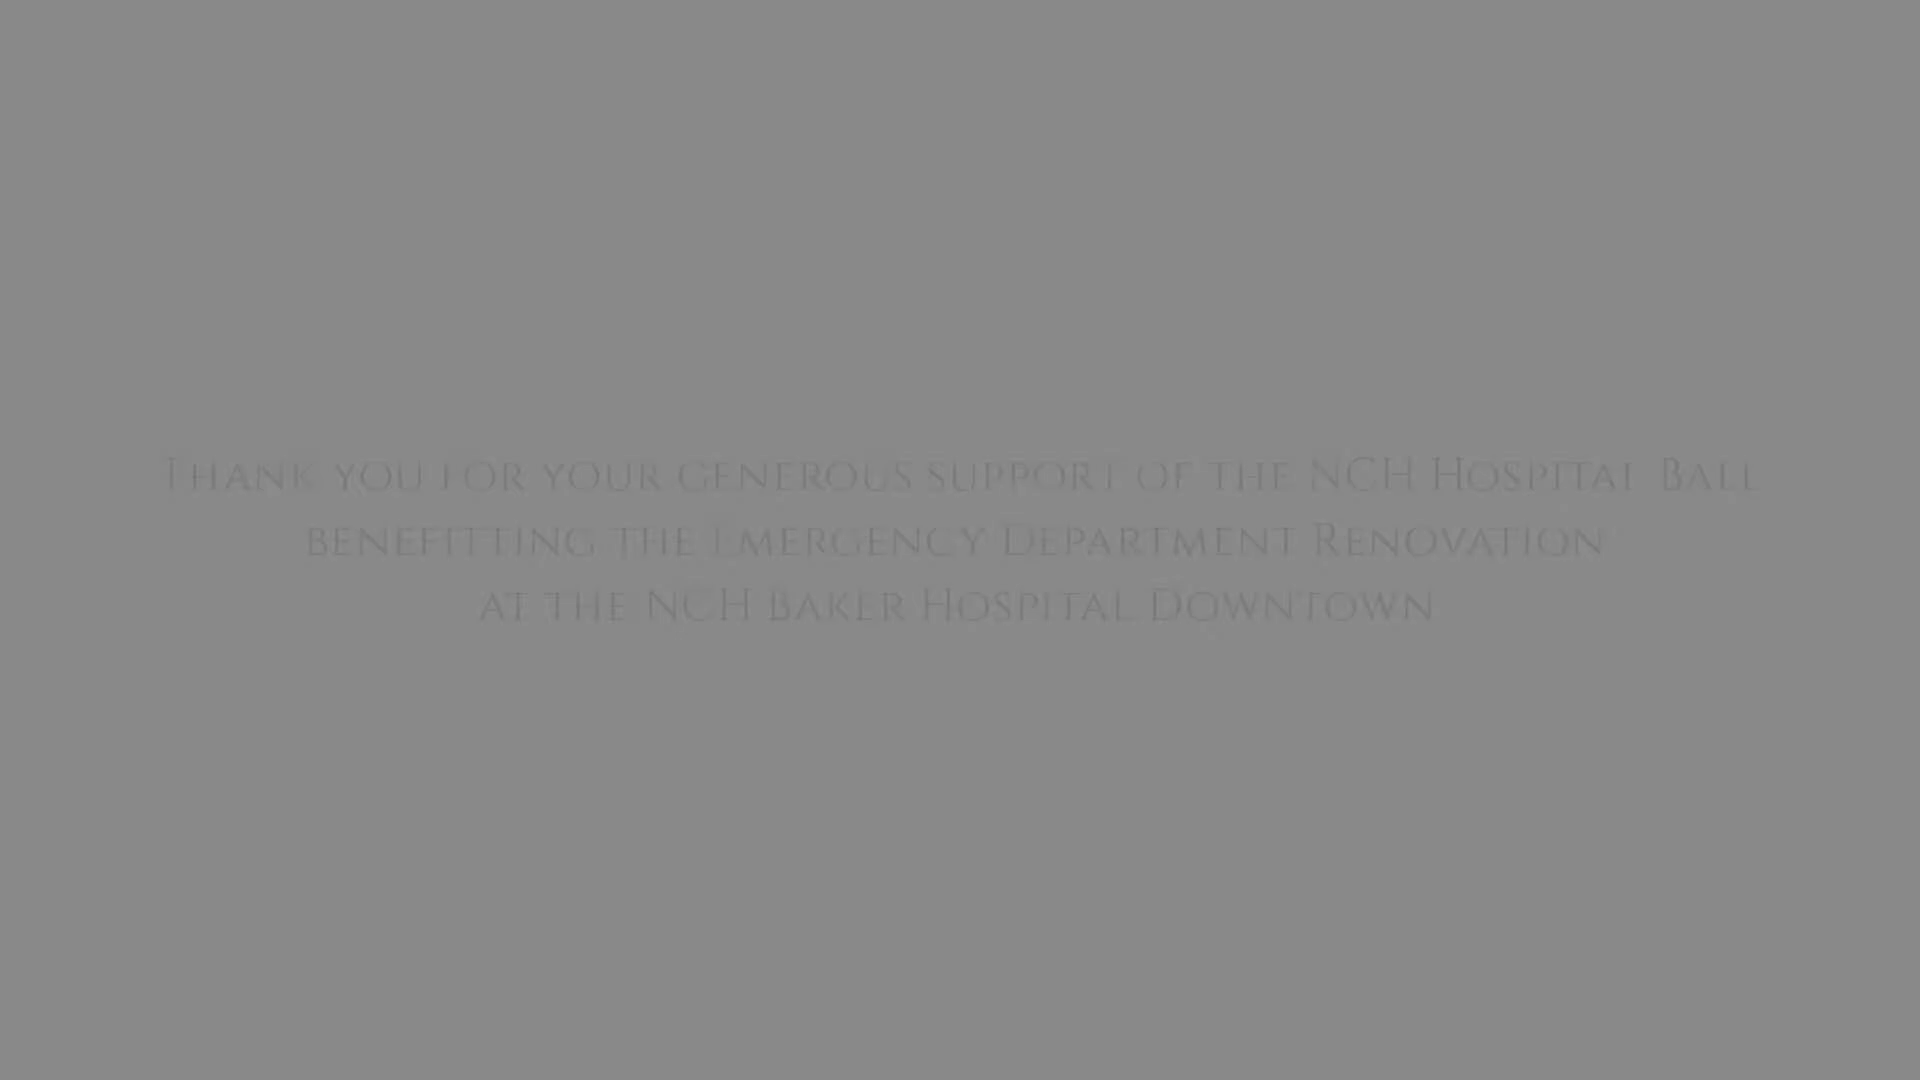 Thank you for your generous support of the NCH Hospital Ball
benefitting the Emergency Department Renovation
at the NCH Baker Hospital Downtown